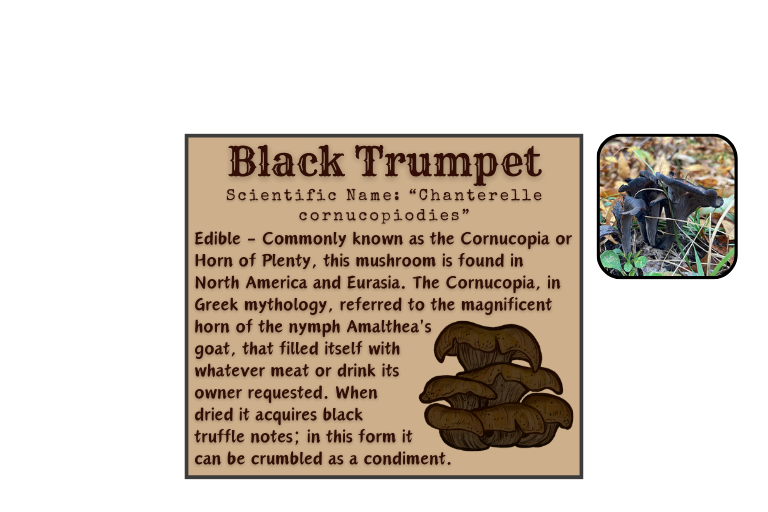 Black Trumpet
Scientific Name: “Chanterelle
cornucopiodies”
Edible – Commonly known as the Cornucopia or
Horn of Plenty, this mushroom is found in
North America and Eurasia. The Cornucopia, in
Greek mythology, referred to the magnificent
horn of the nymph Amalthea's
goat, that filled itself with
whatever meat or drink its
owner requested. When
dried it acquires black
truffle notes; in this form it
can be crumbled as a condiment.